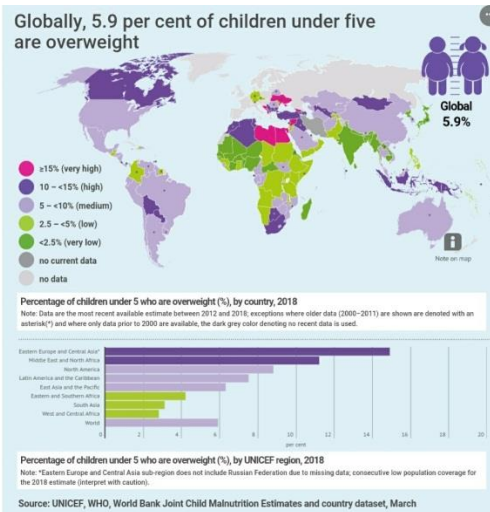 Globally, 5.9 per cent of children under five
are overweight
Global
5.9%
≥15% (very high)
10 – <15% (high)
5 – <10% (medium)
2.5 – <5% (low)
<2.5% (very low)
no current data
no data
Note on map
Percentage of children under 5 who are overweight (%), by country, 2018
Note: Data are the most recent available estimate between 2012 and 2018; exceptions where older data (2000–2011) are shown are denoted with an
asterisk(*) and where only data prior to 2000 are available, the dark grey color denoting no recent data is used.
Eastern Europe and Central Asia*
Middle East and North Africa
North America
Latin America and the Caribbean
East Asia and the Pacific
Eastern and Southern Africa
South Asia
West and Central Africa
World
0 2 4 6 8 10 12 14 16 18 20
per cent
Percentage of children under 5 who are overweight (%), by UNICEF region, 2018
Note: *Eastern Europe and Central Asia sub-region does not include Russian Federation due to missing data; consecutive low population coverage for
the 2018 estimate (interpret with caution).
Source: UNICEF, WHO, World Bank Joint Child Malnutrition Estimates and country dataset, March